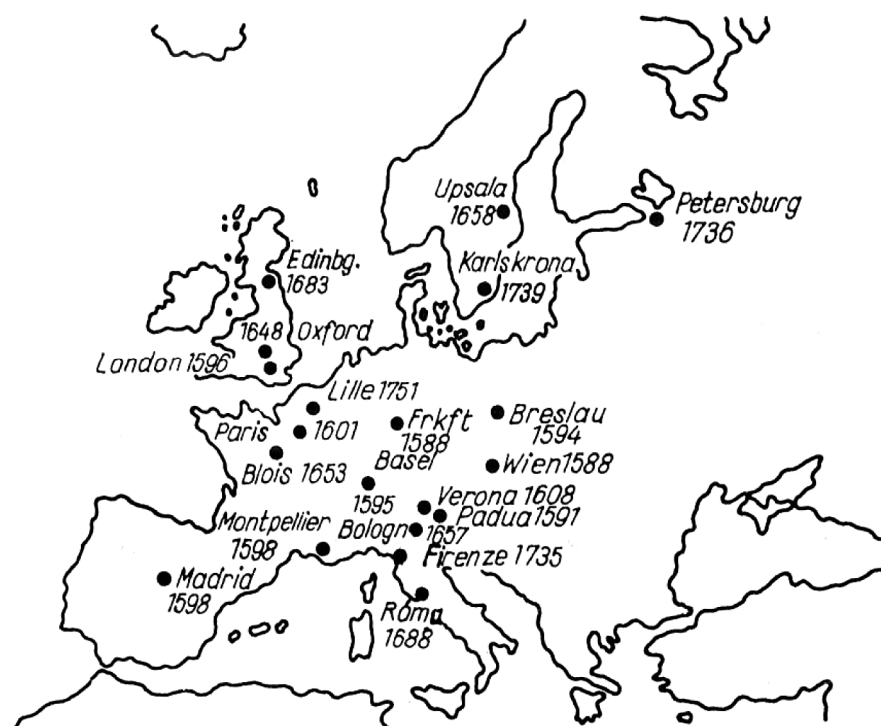 Upsala
1658
Petersburg
1736
Edinbg.
1683
Karlskrona
1739
1648 Oxford
London 1596
Lille 1751
Paris
1601
Frkft
1588
Breslau
1594
Blois 1653
Basel
1595
Wien 1588
Verona 1608
Padua 1591
Montpellier
1598
Bologn
1657
Firenze 1735
Madrid
1598
Roma
1688